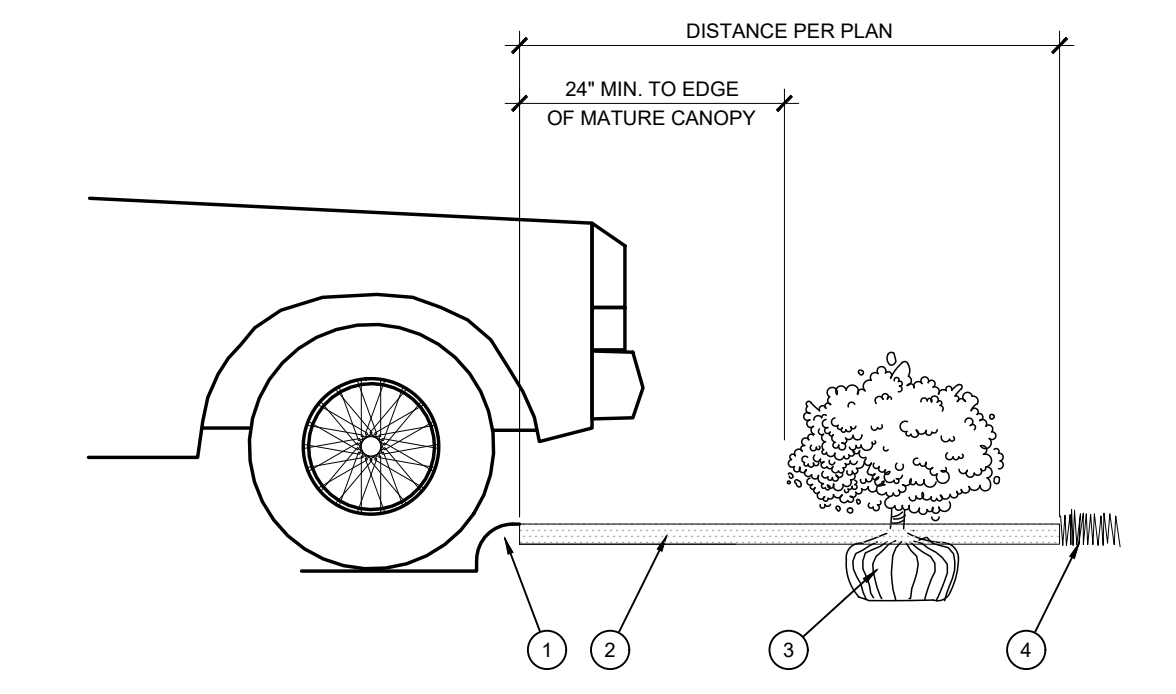 DISTANCE PER PLAN
24" MIN. TO EDGE
OF MATURE CANOPY
1 2 3 4